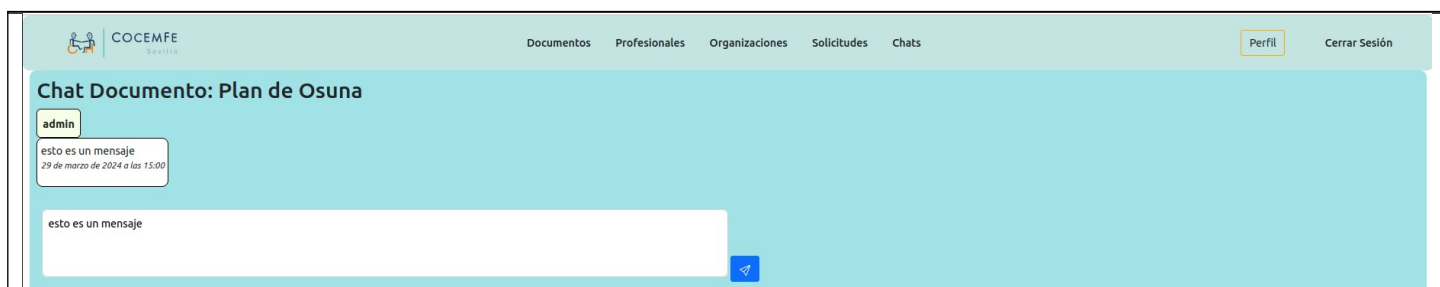 COCEMFE
Sevilla
Documentos Profesionales Organizaciones Solicitudes Chats Perfil Cerrar Sesión
Chat Documento: Plan de Osuna
admin
esto es un mensaje
29 de marzo de 2024 a las 15:00
esto es un mensaje